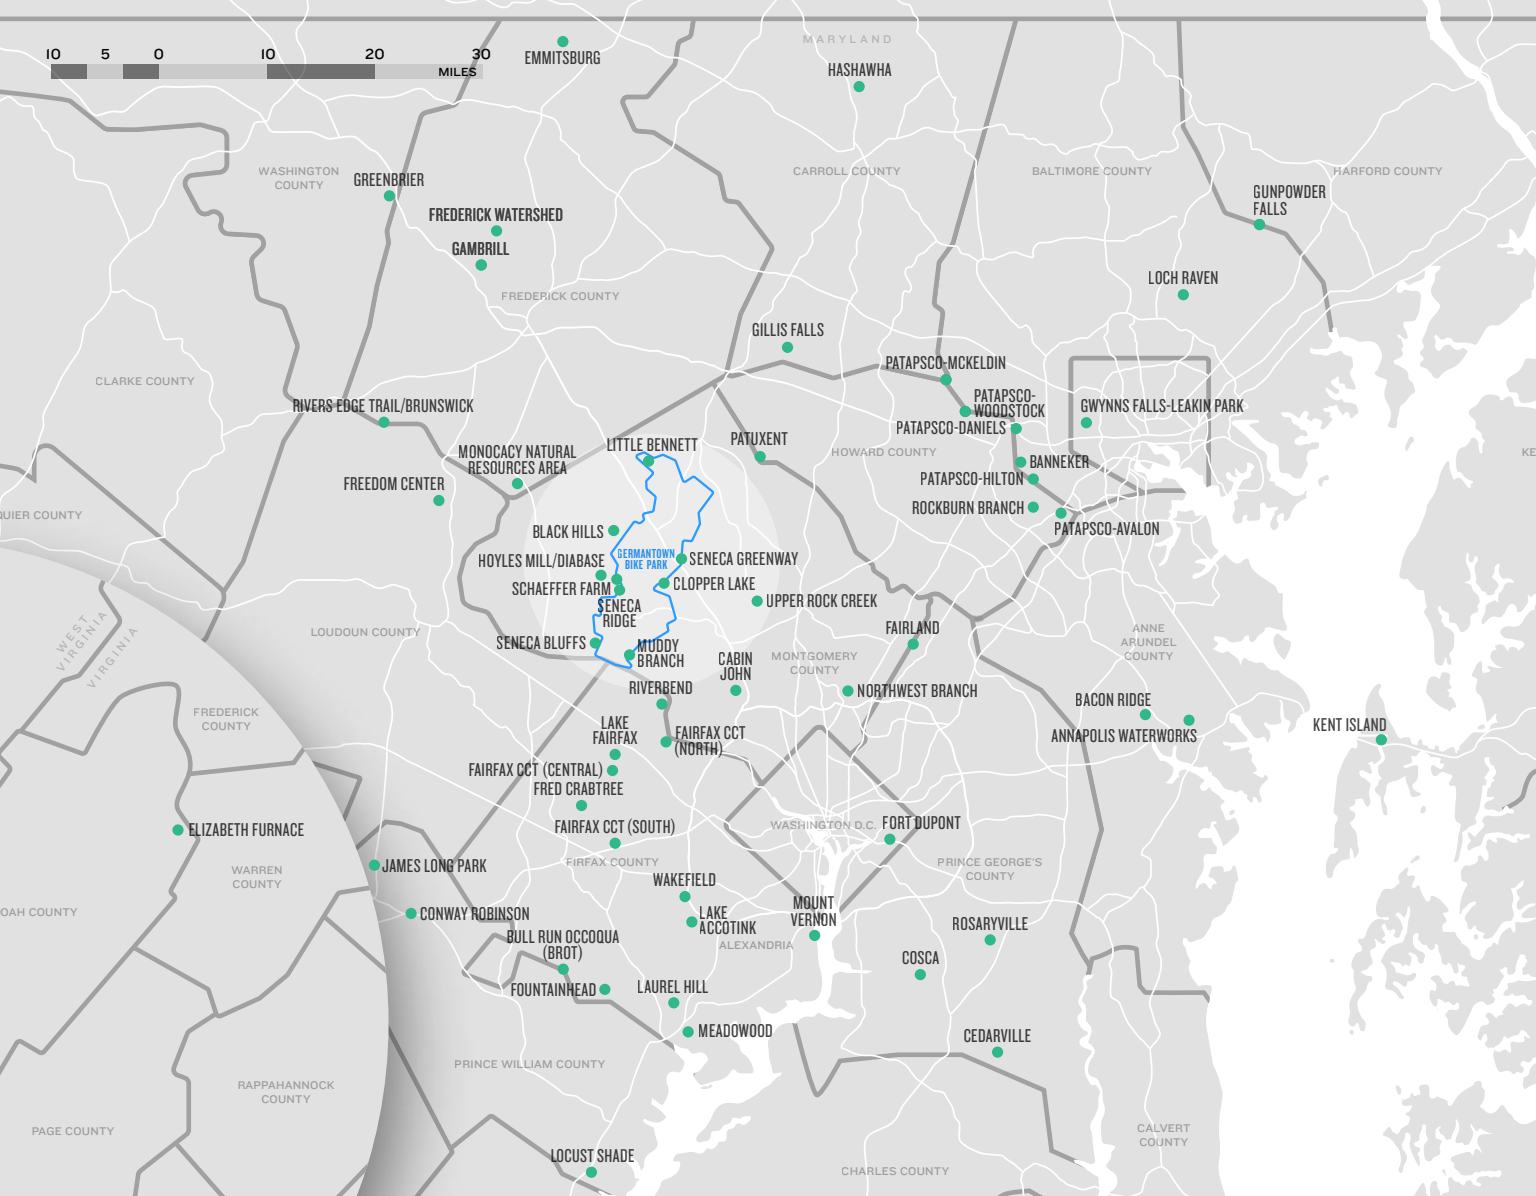 10 5 0 10 20 30
MILES
EMMITSBURG
MARYLAND
HASHAWHA
WASHINGTON
COUNTY
GREENBRIER
CARROLL COUNTY
BALTIMORE COUNTY
HARFORD COUNTY
GUNPOWDER
FALLS
FREDERICK WATERSHED
GAMBRILL
FREDERICK COUNTY
LOCH RAVEN
GILLIS FALLS
PATAPSCO-MCKELDIN
CLARKE COUNTY
RIVERS EDGE TRAIL/BRUNSWICK
PATAPSCO-
WOODSTOCK
GWYNNS FALLS-LEAKIN PARK
PATAPSCO-DANIELS
MONOCACY NATURAL
RESOURCES AREA
LITTLE BENNETT
PATUXENT
HOWARD COUNTY
KE
BANNEKER
PATAPSCO-HILTON
FREEDOM CENTER
ROCKBURN BRANCH
QUIER COUNTY
PATAPSCO-AVALON
BLACK HILLS
GERMANTOWN
BIKE PARK
HOYLES MILL/DIABASE
SENECA GREENWAY
SCHAEFFER FARM
CLOPPER LAKE
SENECA
RIDGE
UPPER ROCK CREEK
WEST
VIRGINIA
VIRGINIA
LOUDOUN COUNTY
SENECA BLUFFS
MUDDY
BRANCH
FAIRLAND
ANNE
ARUNDEL
COUNTY
CABIN
JOHN
MONTGOMERY
COUNTY
RIVERBEND
NORTHWEST BRANCH
BACON RIDGE
ANNAPOLIS WATERWORKS
KENT ISLAND
FREDERICK
COUNTY
LAKE
FAIRFAX
FAIRFAX CCT
(NORTH)
FAIRFAX CCT (CENTRAL)
FRED CRABTREE
FAIRFAX CCT (SOUTH)
WASHINGTON D.C.
FORT DUPONT
ELIZABETH FURNACE
JAMES LONG PARK
FIRFAX COUNTY
PRINCE GEORGE'S
COUNTY
WARREN
COUNTY
WAKEFIELD
OAH COUNTY
CONWAY ROBINSON
LAKE
ACCOTINK
MOUNT
VERNON
ROSARYVILLE
ALEXANDRIA
BULL RUN OCCOQUA
(BROT)
COSCA
FOUNTAINHEAD
LAUREL HILL
MEADOWOOD
CEDARVILLE
PRINCE WILLIAM COUNTY
RAPPAHANNOCK
COUNTY
PAGE COUNTY
CALVERT
COUNTY
LOCUST SHADE
CHARLES COUNTY